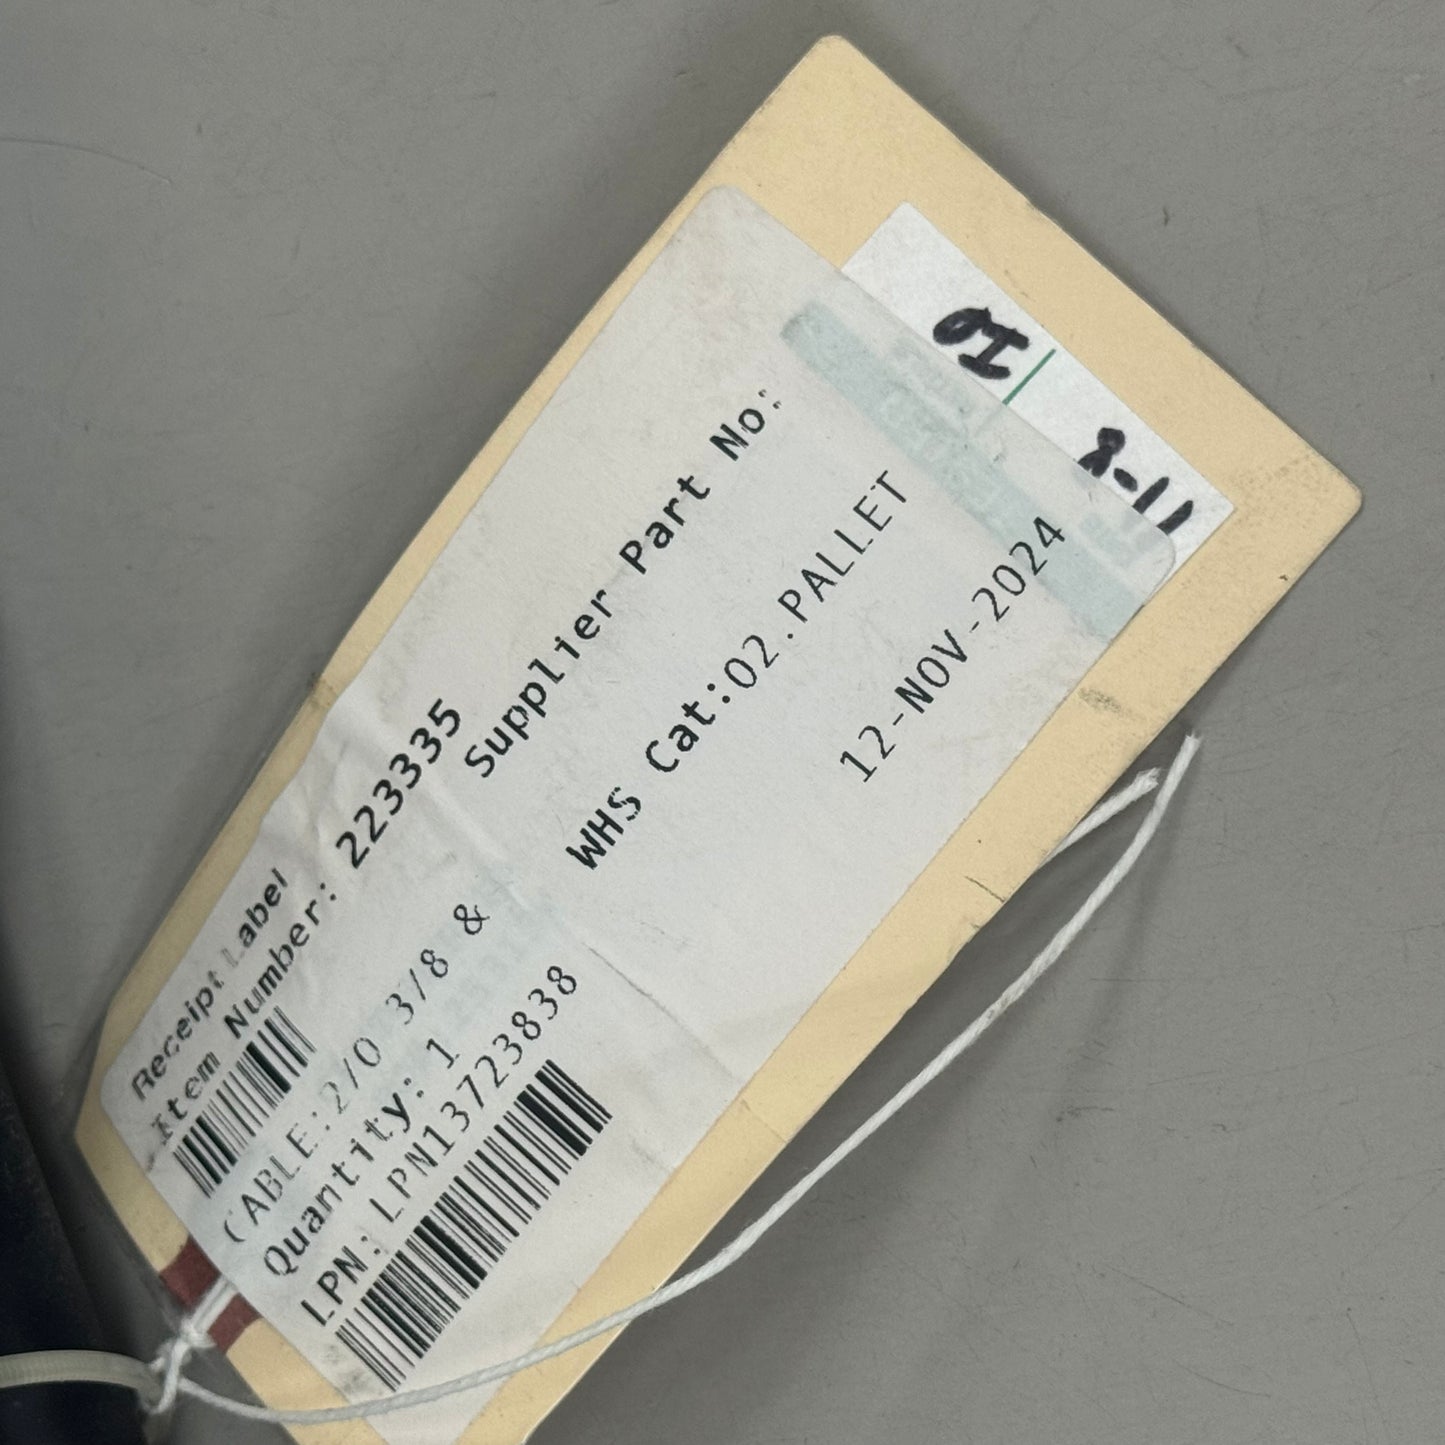 Receipt Label
Item Number: 223335
Supplier Part No:
CABLE:2/0 3/8 &
WHS Cat:02.PALLET
Quantity: 1
LPN: LPN13723838
12-NOV-2024
8-11